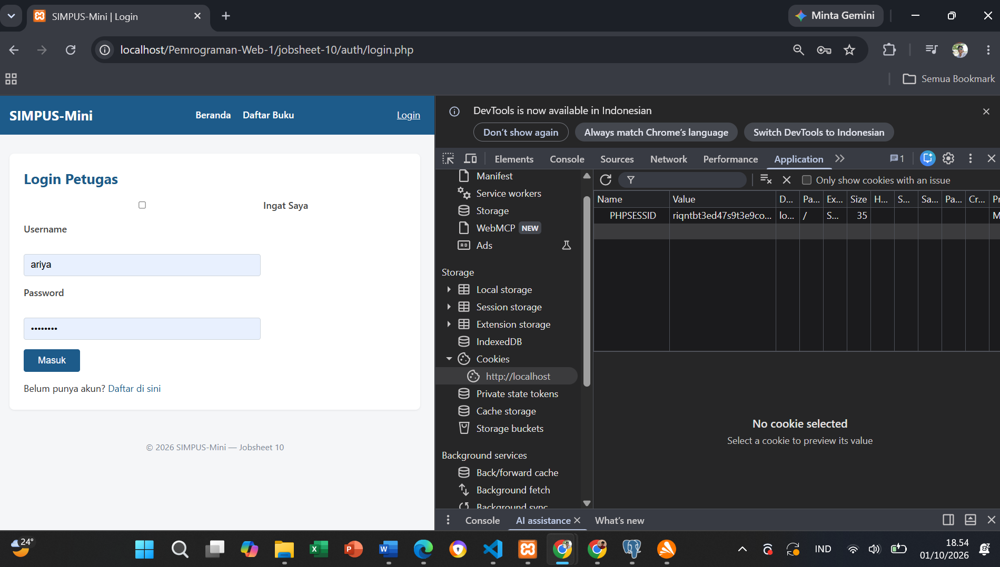 SIMPUS-Mini | Login
Minta Gemini
localhost/Pemrograman-Web-1/jobsheet-10/auth/login.php
Semua Bookmark
SIMPUS-Mini
Beranda
Daftar Buku
Login
Login Petugas
Ingat Saya
Username
ariya
Password
••••••••
Masuk
Belum punya akun? Daftar di sini
© 2026 SIMPUS-Mini — Jobsheet 10
DevTools is now available in Indonesian
Don't show again
Always match Chrome's language
Switch DevTools to Indonesian
Elements
Console
Sources
Network
Performance
Application
1
Manifest
Service workers
Storage
WebMCP NEW
Ads
Storage
Local storage
Session storage
Extension storage
IndexedDB
Cookies
http://localhost
Private state tokens
Cache storage
Storage buckets
Background services
Back/forward cache
Background fetch
Background sync
Only show cookies with an issue
Name Value D... Pa... Ex... Size H... S... Sa... Pa... Cr... Pr
PHPSESSID riqntbt3ed47s9t3e9co... lo... / S... 35 M
No cookie selected
Select a cookie to preview its value
Console
AI assistance
What's new
24°
IND
18.54
01/10/2026